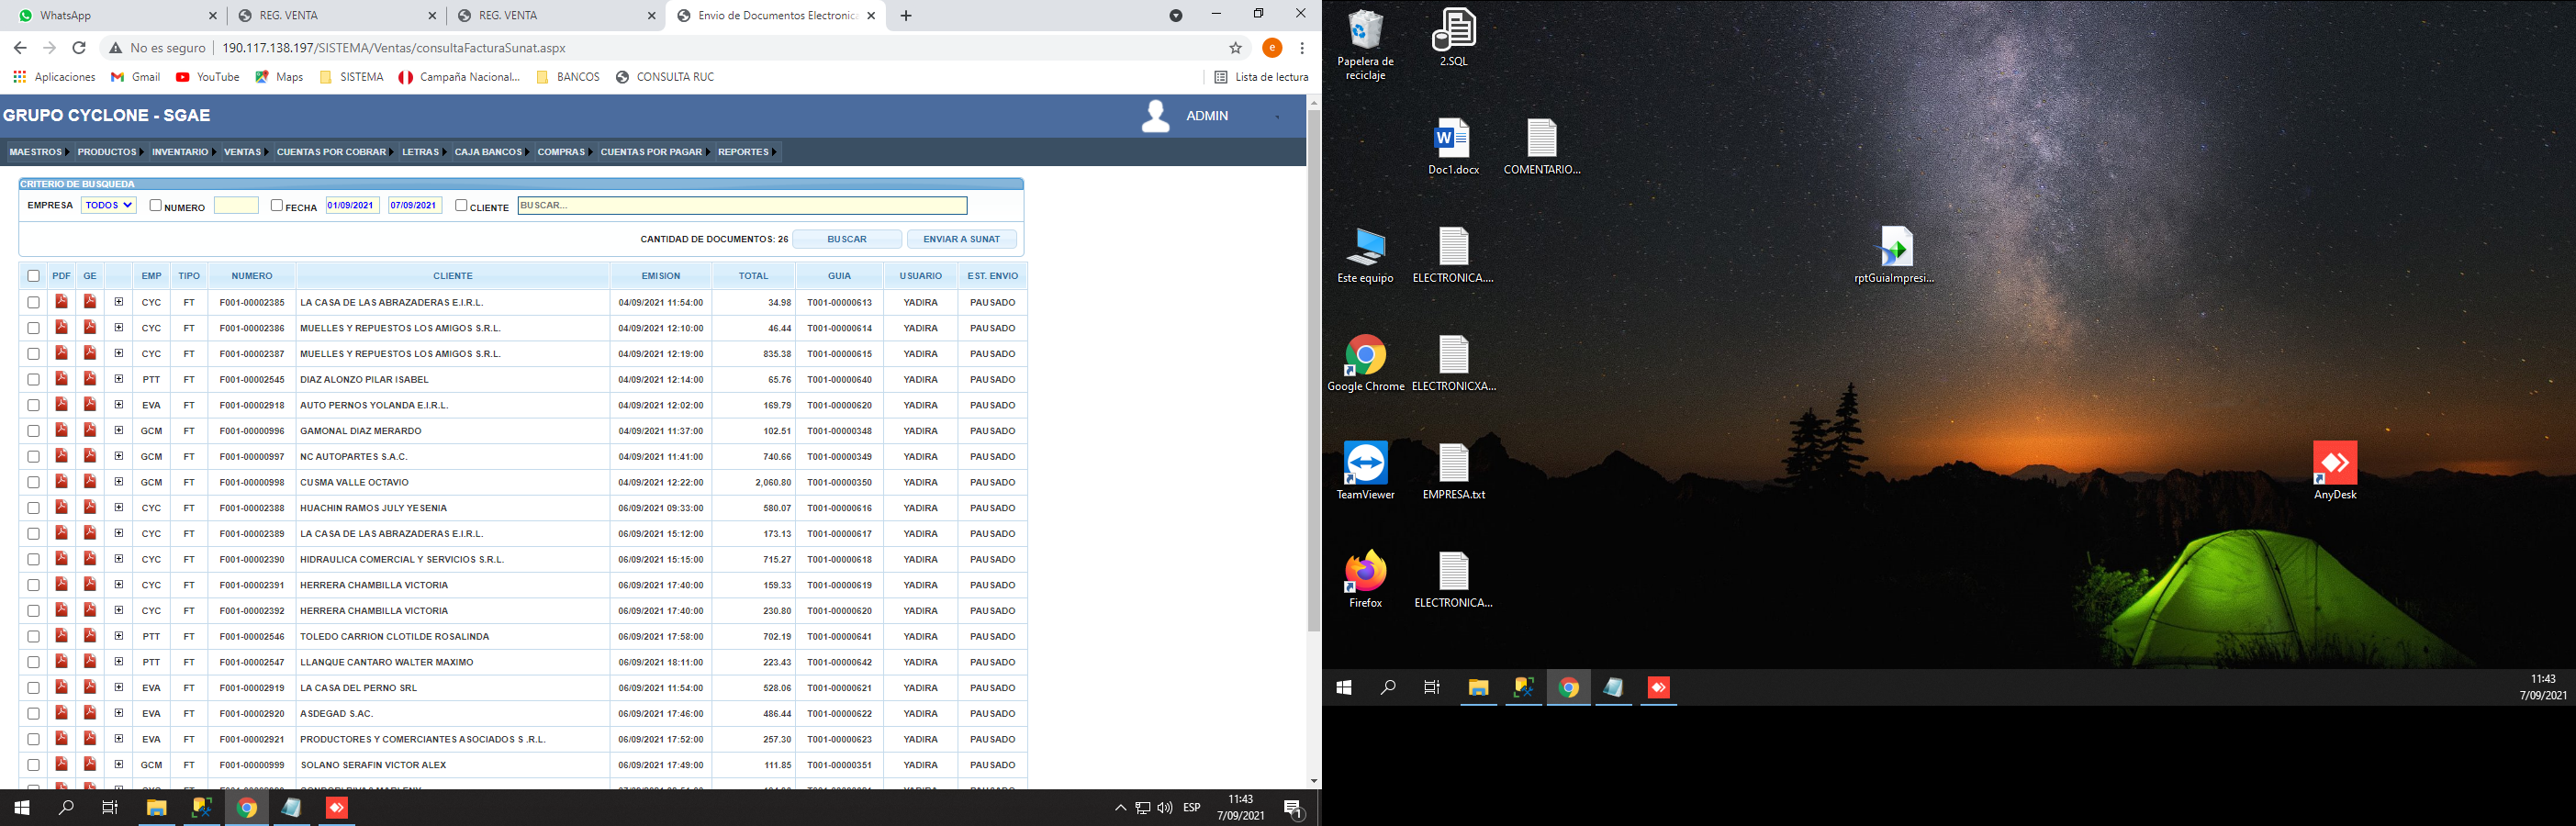 WhatsApp
REG. VENTA
REG. VENTA
Envio de Documentos Electronica
No es seguro
190.117.138.197/SISTEMA/Ventas/consultaFacturaSunat.aspx
e
Aplicaciones
Gmail
YouTube
Maps
SISTEMA
Campaña Nacional...
BANCOS
CONSULTA RUC
Lista de lectura
GRUPO CYCLONE - SGAE
ADMIN
MAESTROS PRODUCTOS INVENTARIO VENTAS CUENTAS POR COBRAR LETRAS CAJA BANCOS COMPRAS CUENTAS POR PAGAR REPORTES
CRITERIO DE BUSQUEDA
EMPRESA TODOS NUMERO FECHA 01/09/2021 07/09/2021 CLIENTE BUSCAR...
CANTIDAD DE DOCUMENTOS: 26 BUSCAR ENVIAR A SUNAT
PDF GE EMP TIPO NUMERO CLIENTE EMISION TOTAL GUIA USUARIO EST. ENVIO
CYC FT F001-00002385 LA CASA DE LAS ABRAZADERAS E.I.R.L. 04/09/2021 11:54:00 34.98 T001-00000613 YADIRA PAUSADO
CYC FT F001-00002386 MUELLES Y REPUESTOS LOS AMIGOS S.R.L. 04/09/2021 12:10:00 46.44 T001-00000614 YADIRA PAUSADO
CYC FT F001-00002387 MUELLES Y REPUESTOS LOS AMIGOS S.R.L. 04/09/2021 12:19:00 835.38 T001-00000615 YADIRA PAUSADO
PTT FT F001-00002545 DIAZ ALONZO PILAR ISABEL 04/09/2021 12:14:00 65.76 T001-00000640 YADIRA PAUSADO
EVA FT F001-00002918 AUTO PERNOS YOLANDA E.I.R.L. 04/09/2021 12:02:00 169.79 T001-00000620 YADIRA PAUSADO
GCM FT F001-00000996 GAMONAL DIAZ MERARDO 04/09/2021 11:37:00 102.51 T001-00000348 YADIRA PAUSADO
GCM FT F001-00000997 NC AUTOPARTES S.A.C. 04/09/2021 11:41:00 740.66 T001-00000349 YADIRA PAUSADO
GCM FT F001-00000998 CUSMA VALLE OCTAVIO 04/09/2021 12:22:00 2,060.80 T001-00000350 YADIRA PAUSADO
CYC FT F001-00002388 HUACHIN RAMOS JULY YESENIA 06/09/2021 09:33:00 580.07 T001-00000616 YADIRA PAUSADO
CYC FT F001-00002389 LA CASA DE LAS ABRAZADERAS E.I.R.L. 06/09/2021 15:12:00 173.13 T001-00000617 YADIRA PAUSADO
CYC FT F001-00002390 HIDRAULICA COMERCIAL Y SERVICIOS S.R.L. 06/09/2021 15:15:00 715.27 T001-00000618 YADIRA PAUSADO
CYC FT F001-00002391 HERRERA CHAMBILLA VICTORIA 06/09/2021 17:40:00 159.33 T001-00000619 YADIRA PAUSADO
CYC FT F001-00002392 HERRERA CHAMBILLA VICTORIA 06/09/2021 17:40:00 230.80 T001-00000620 YADIRA PAUSADO
PTT FT F001-00002546 TOLEDO CARRION CLOTILDE ROSALINDA 06/09/2021 17:58:00 702.19 T001-00000641 YADIRA PAUSADO
PTT FT F001-00002547 LLANQUE CANTARO WALTER MAXIMO 06/09/2021 18:11:00 223.43 T001-00000642 YADIRA PAUSADO
EVA FT F001-00002919 LA CASA DEL PERNO SRL 06/09/2021 11:54:00 528.06 T001-00000621 YADIRA PAUSADO
EVA FT F001-00002920 ASDEGAD S.AC. 06/09/2021 17:46:00 486.44 T001-00000622 YADIRA PAUSADO
EVA FT F001-00002921 PRODUCTORES Y COMERCIANTES ASOCIADOS S .R.L. 06/09/2021 17:52:00 257.30 T001-00000623 YADIRA PAUSADO
GCM FT F001-00000999 SOLANO SERAFIN VICTOR ALEX 06/09/2021 17:49:00 111.85 T001-00000351 YADIRA PAUSADO
ESP
11:43
7/09/2021
1
Papelera de
reciclaje
2.SQL
Doc1.docx
COMENTARIO...
Este equipo
ELECTRONICA....
rptGuiaImpresi...
Google Chrome
ELECTRONICXA...
TeamViewer
EMPRESA.txt
AnyDesk
Firefox
ELECTRONICA...
11:43
7/09/2021